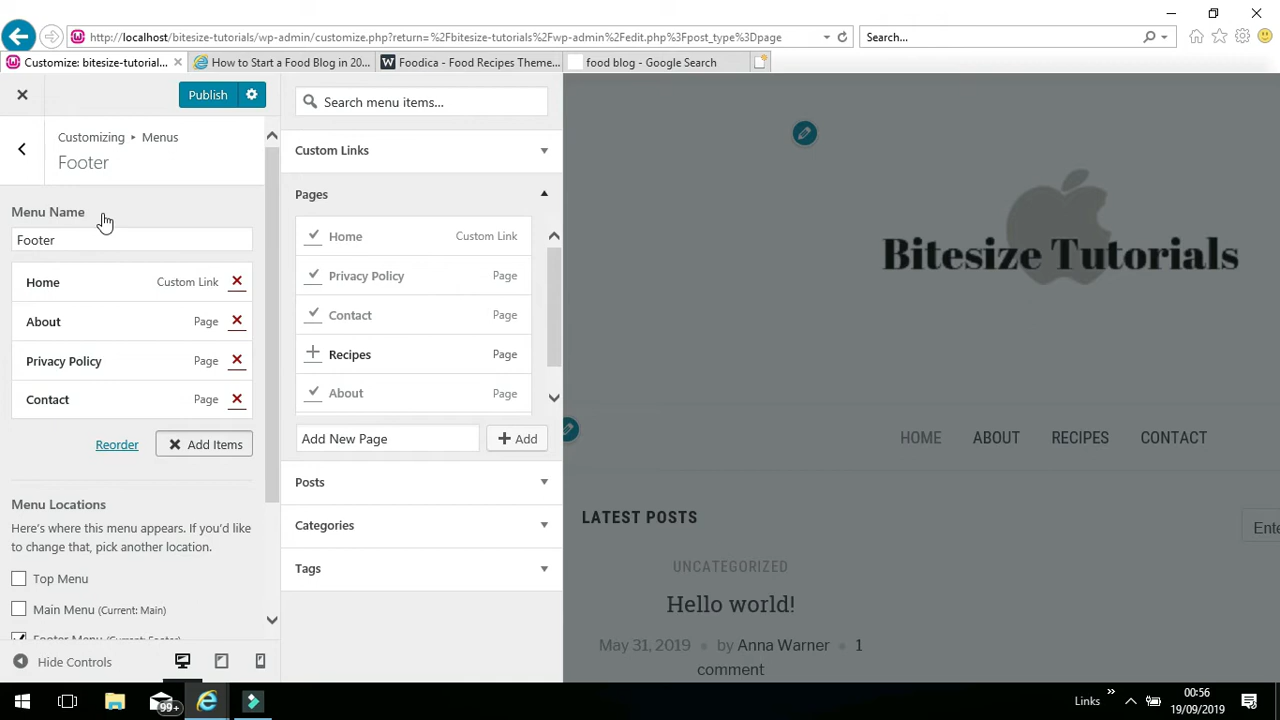 http://localhost/bitesize-tutorials/wp-admin/customize.php?return=%2Fbitesize-tutorials%2Fwp-admin%2Fedit.php%3Fpost_type%3Dpage
Search...
Customize: bitesize-tutorial...
How to Start a Food Blog in 20...
Foodica - Food Recipes Theme...
food blog - Google Search
Publish
Search menu items...
Customizing ▸ Menus
Footer
Custom Links
Pages
Menu Name
Footer
Home Custom Link
About Page
Privacy Policy Page
Contact Page
Reorder
Add Items
Home Custom Link
Privacy Policy Page
Contact Page
Recipes Page
About Page
Add New Page
Add
Posts
Categories
Tags
Menu Locations
Here's where this menu appears. If you'd like
to change that, pick another location.
Top Menu
Main Menu (Current: Main)
Footer Menu (Current: Footer)
Hide Controls
Bitesize Tutorials
HOME ABOUT RECIPES CONTACT
LATEST POSTS
Ente
UNCATEGORIZED
Hello world!
May 31, 2019 • by Anna Warner • 1
comment
99+
Links
00:56
19/09/2019